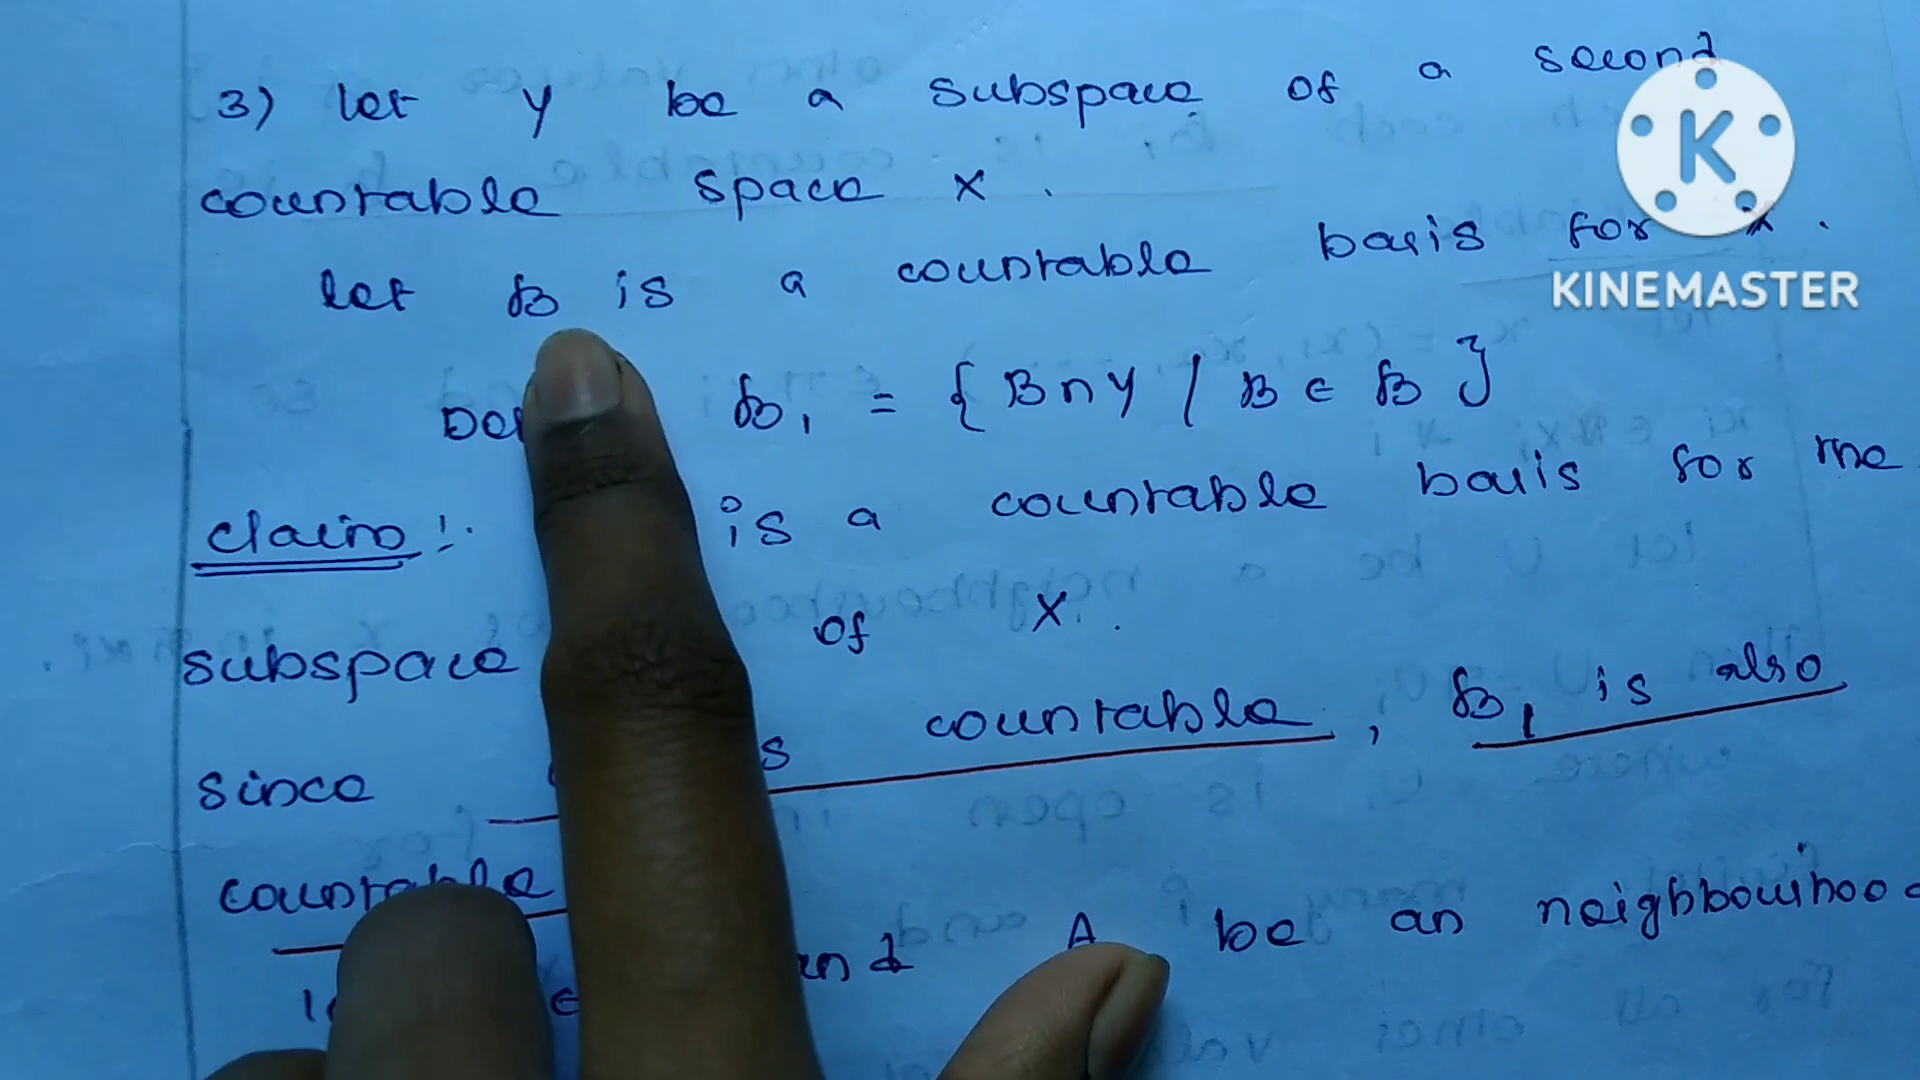 3) let y be a subspace of a second
countable space x .
let B is a countable basis for x .
B1 = { B ∩ y / B ∈ B }
claim :- is a countable basis for the
subspace of X .
since countable , B1 is also
countable
and A be an neighbourhood
KINEMASTER